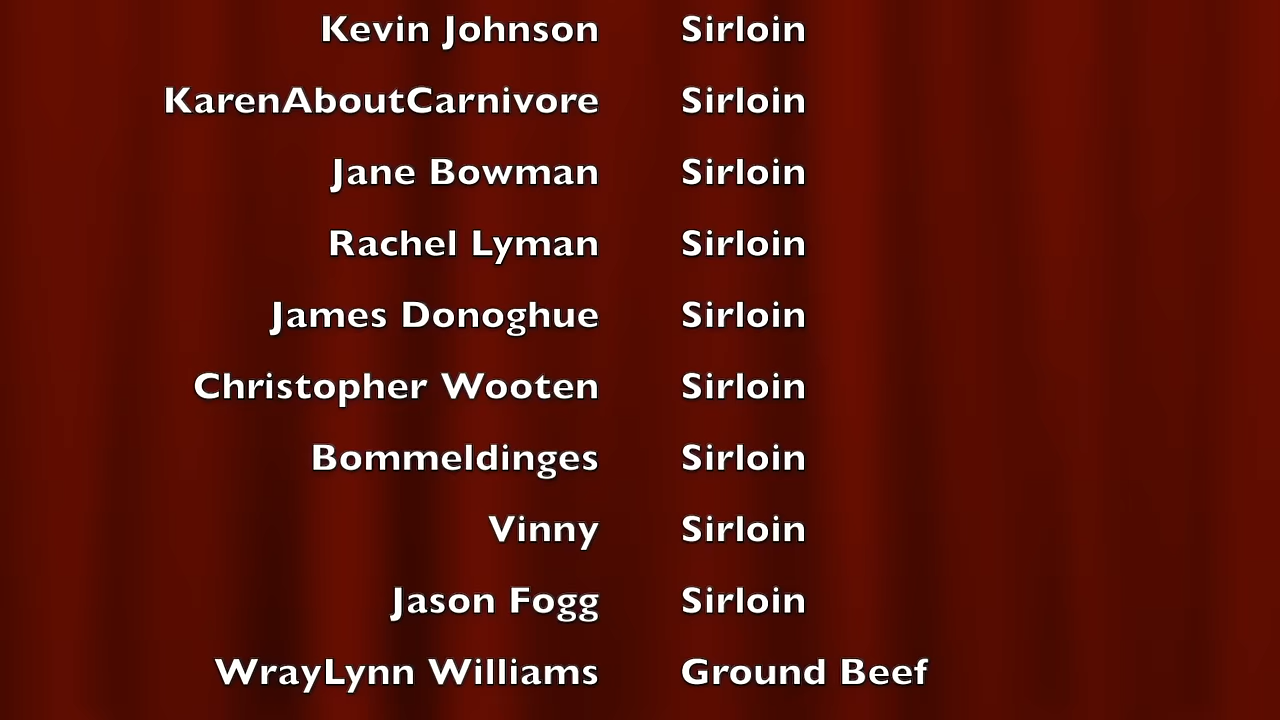 Kevin Johnson Sirloin
KarenAboutCarnivore Sirloin
Jane Bowman Sirloin
Rachel Lyman Sirloin
James Donoghue Sirloin
Christopher Wooten Sirloin
Bommeldinges Sirloin
Vinny Sirloin
Jason Fogg Sirloin
WrayLynn Williams Ground Beef